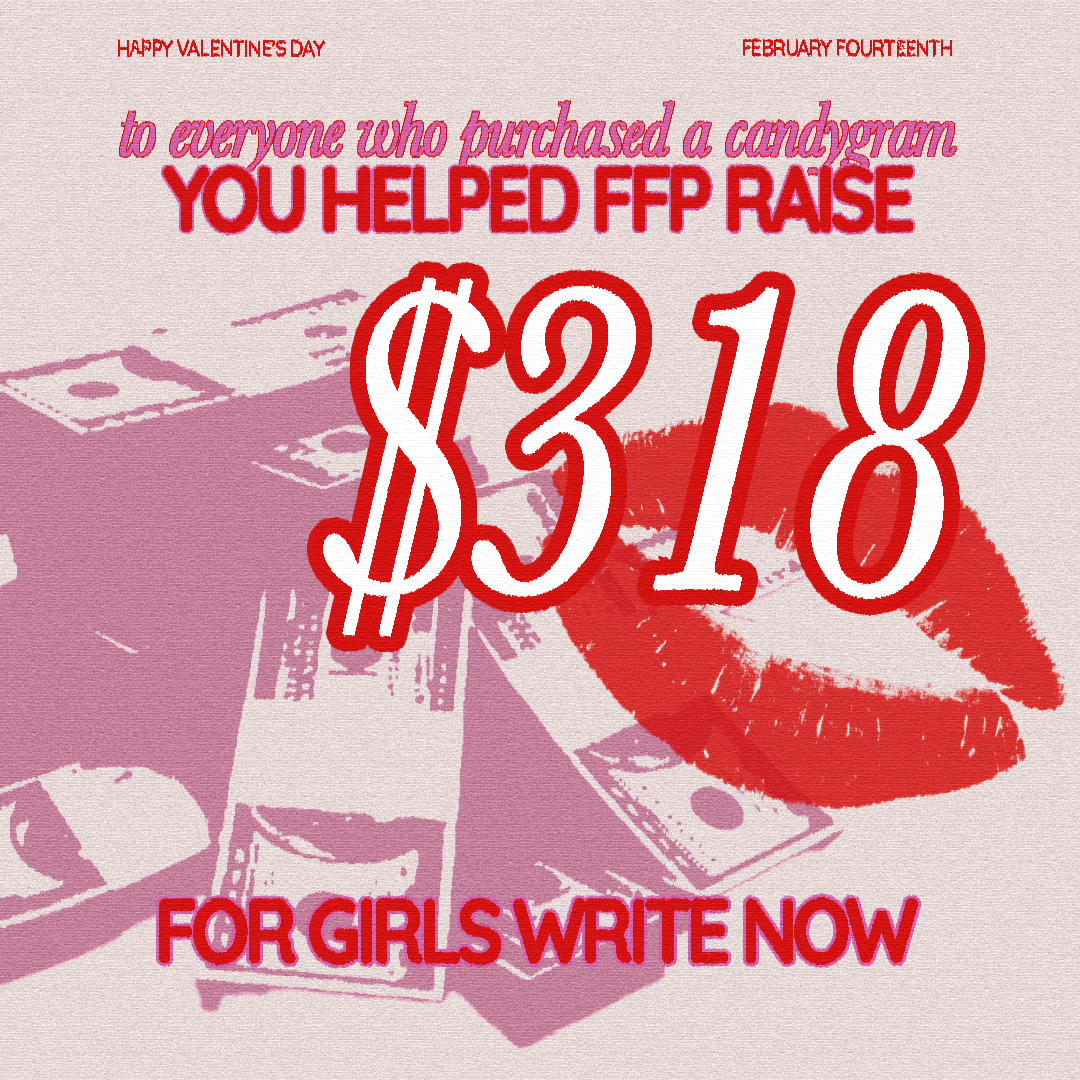 HAPPY VALENTINE'S DAY
FEBRUARY FOURTEENTH
to everyone who purchased a candygram
YOU HELPED FFP RAISE
$318
FOR GIRLS WRITE NOW